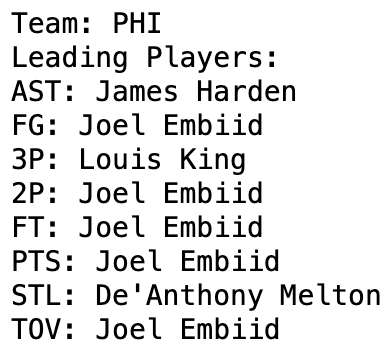 Team: PHI
Leading Players:
AST: James Harden
FG: Joel Embiid
3P: Louis King
2P: Joel Embiid
FT: Joel Embiid
PTS: Joel Embiid
STL: De'Anthony Melton
TOV: Joel Embiid